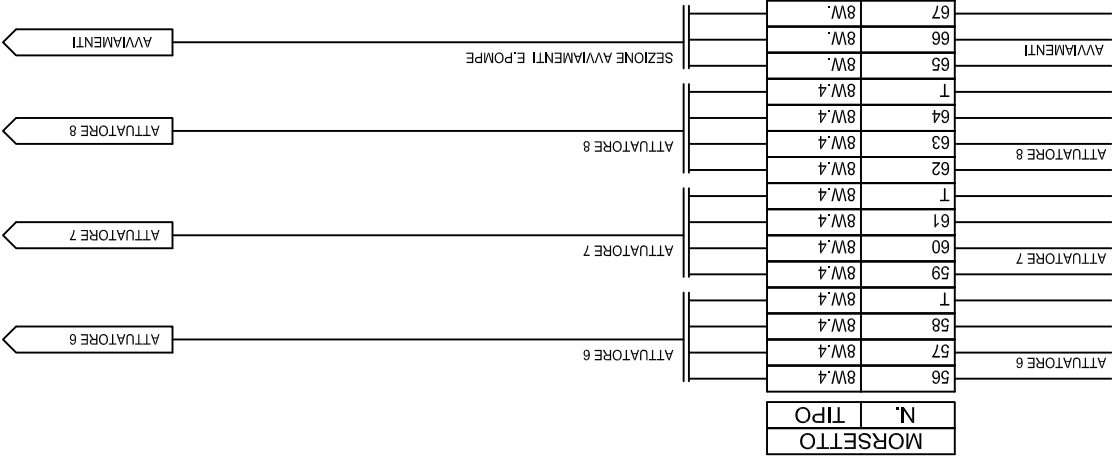 MORSETTO
N. TIPO
56 8W.4
ATTUATORE 6
57 8W.4
ATTUATORE 6
ATTUATORE 6
58 8W.4
T 8W.4
59 8W.4
ATTUATORE 7
60 8W.4
ATTUATORE 7
ATTUATORE 7
61 8W.4
T 8W.4
62 8W.4
ATTUATORE 8
63 8W.4
ATTUATORE 8
ATTUATORE 8
64 8W.4
T 8W.4
65 8W.
AVVIAMENTI
SEZIONE AVVIAMENTI E.POMPE
66 8W.
AVVIAMENTI
67 8W.